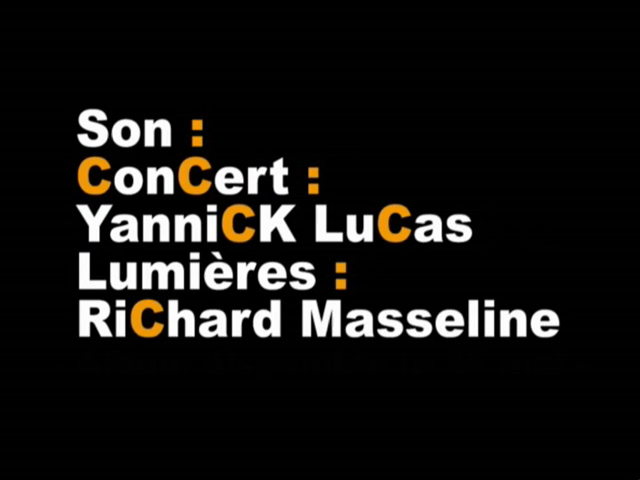 Son :
ConCert :
YanniCK LuCas
Lumières :
RiChard Masseline